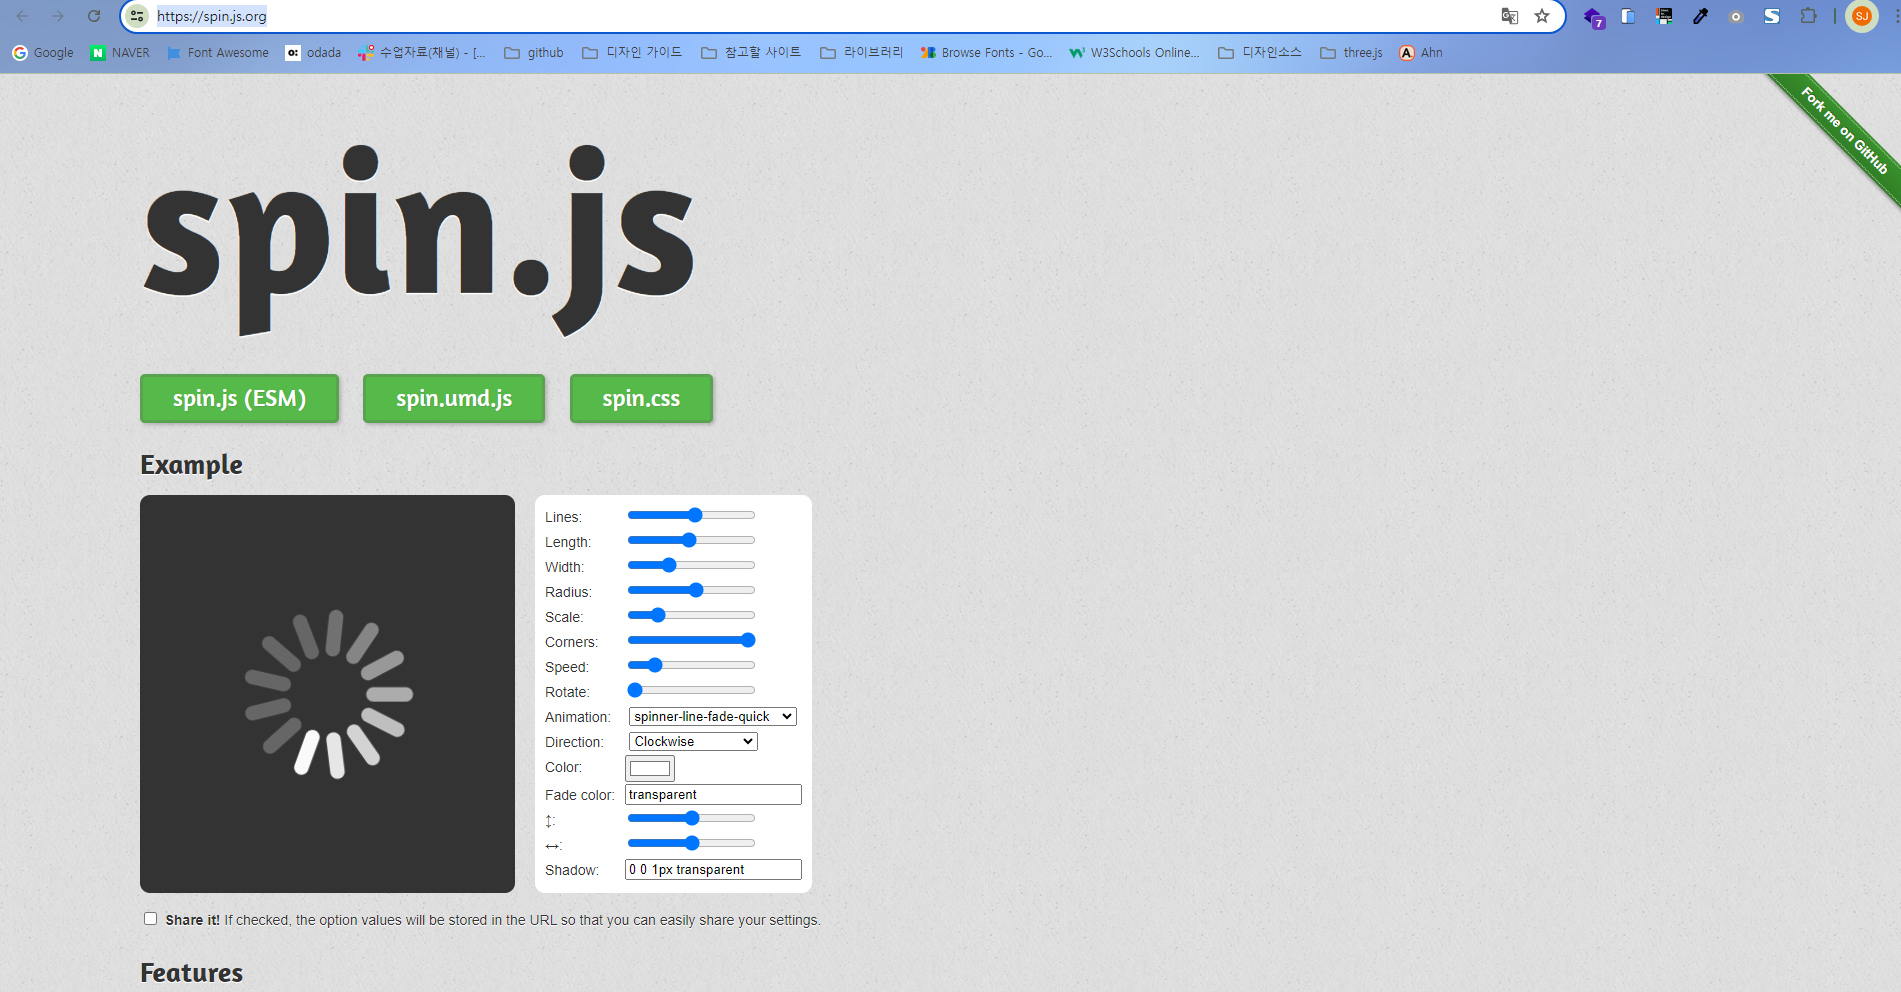 https://spin.js.org
7
SJ
Google
NAVER
Font Awesome
odada
수업자료(채널) - [...
github
디자인 가이드
참고할 사이트
라이브러리
Browse Fonts - Go...
W3Schools Online...
디자인소스
three.js
Ahn
Fork me on GitHub
spin.js
spin.js (ESM)
spin.umd.js
spin.css
Example
Lines:
Length:
Width:
Radius:
Scale:
Corners:
Speed:
Rotate:
Animation: spinner-line-fade-quick
Direction: Clockwise
Color:
Fade color: transparent
↕:
↔:
Shadow: 0 0 1px transparent
Share it! If checked, the option values will be stored in the URL so that you can easily share your settings.
Features